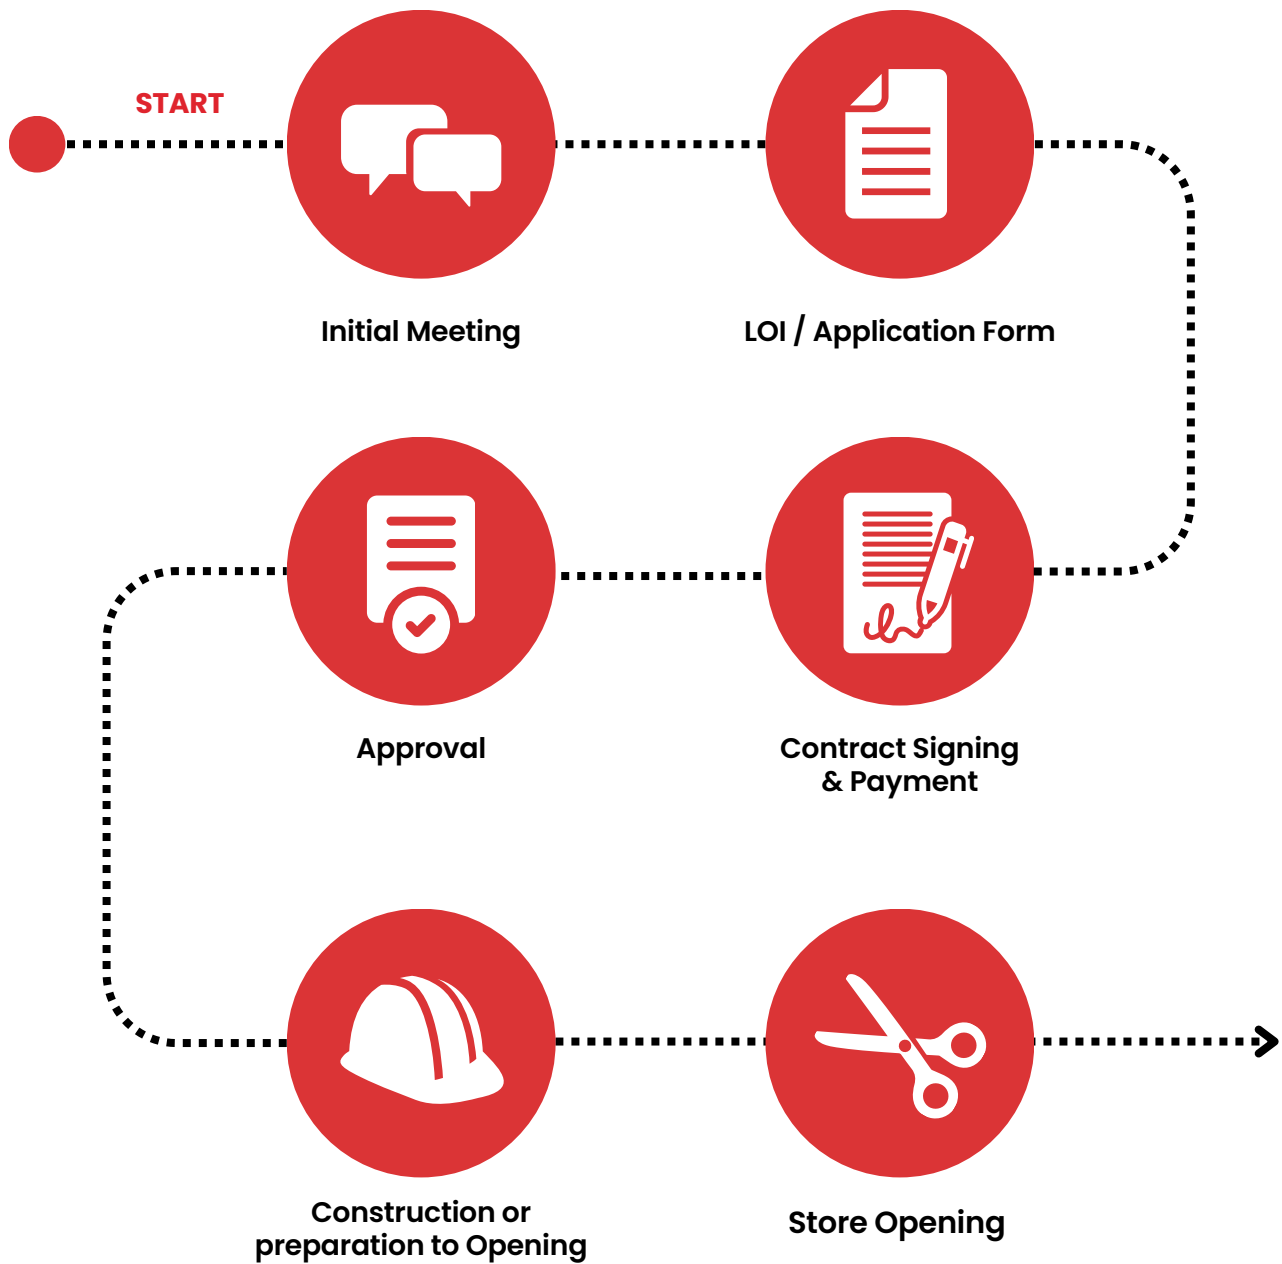 START
Initial Meeting
LOI / Application Form
Approval
Contract Signing
& Payment
Construction or
preparation to Opening
Store Opening